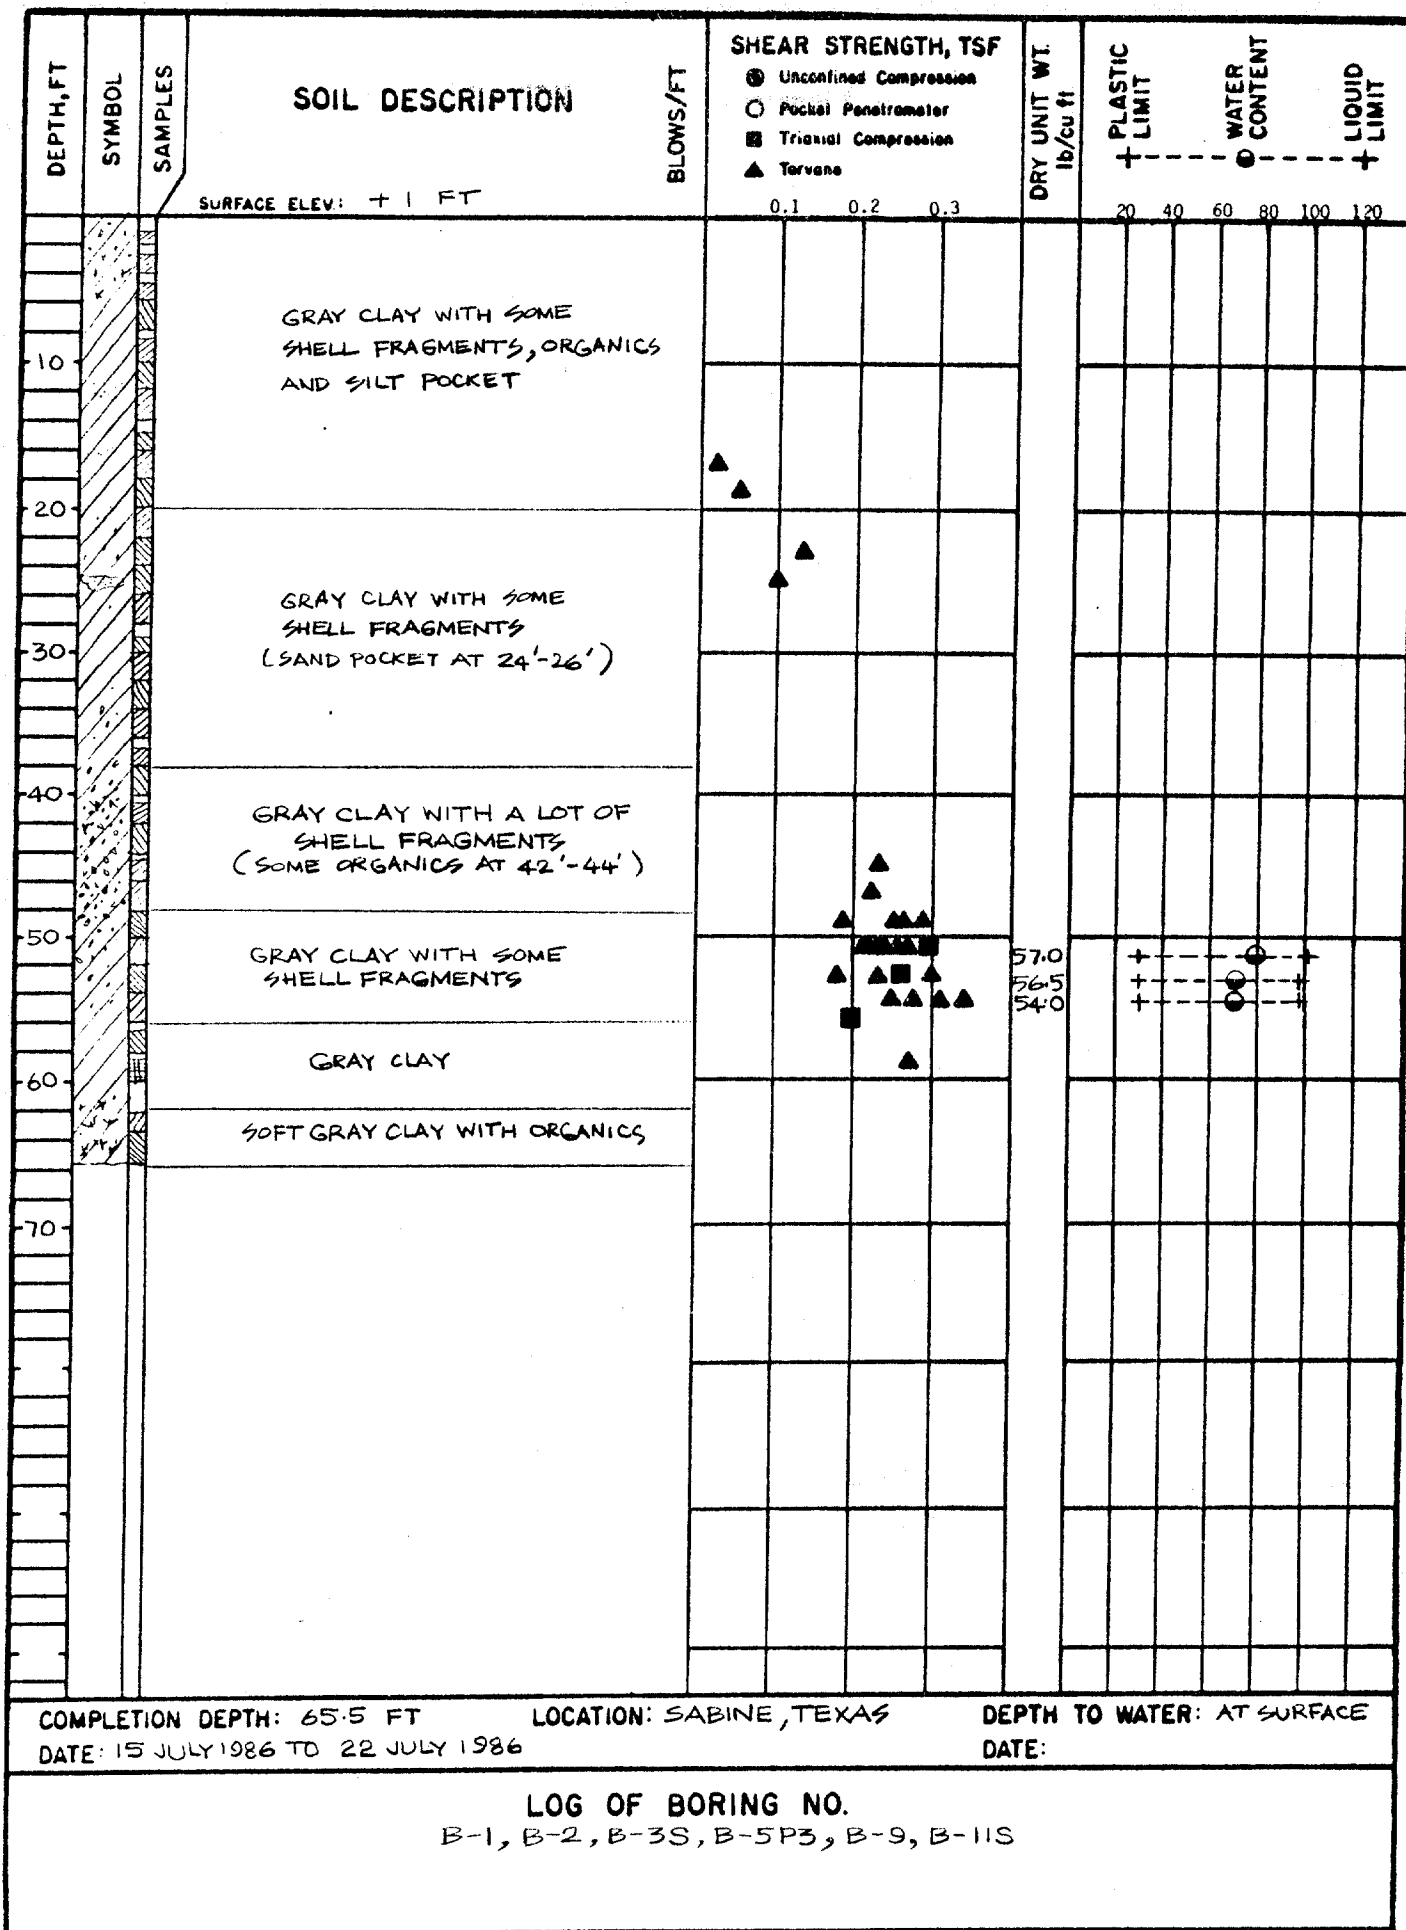 DEPTH, FT
SYMBOL
SAMPLES
SOIL DESCRIPTION
SURFACE ELEV: + 1 FT
BLOWS/FT
SHEAR STRENGTH, TSF
Unconfined Compression
Pocket Penetrometer
Triaxial Compression
Torvane
0.1 0.2 0.3
DRY UNIT WT.
lb/cu ft
PLASTIC
LIMIT
WATER
CONTENT
LIQUID
LIMIT
20 40 60 80 100 120
GRAY CLAY WITH SOME
SHELL FRAGMENTS, ORGANICS
AND SILT POCKET
10
20
GRAY CLAY WITH SOME
SHELL FRAGMENTS
(SAND POCKET AT 24'-26')
30
40
GRAY CLAY WITH A LOT OF
SHELL FRAGMENTS
(SOME ORGANICS AT 42'-44')
50
GRAY CLAY WITH SOME
SHELL FRAGMENTS
57.0
56.5
54.0
GRAY CLAY
60
SOFT GRAY CLAY WITH ORGANICS
70
COMPLETION DEPTH: 65.5 FT
LOCATION: SABINE, TEXAS
DEPTH TO WATER: AT SURFACE
DATE: 15 JULY 1986 TO 22 JULY 1986
DATE:
LOG OF BORING NO.
B-1, B-2, B-3S, B-5P3, B-9, B-11S